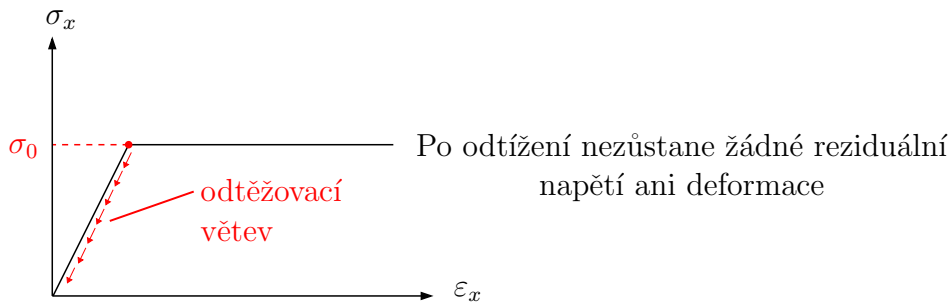 σ_x
σ_0
Po odtížení nezůstane žádné reziduální
napětí ani deformace
odtěžovací
větev
ε_x